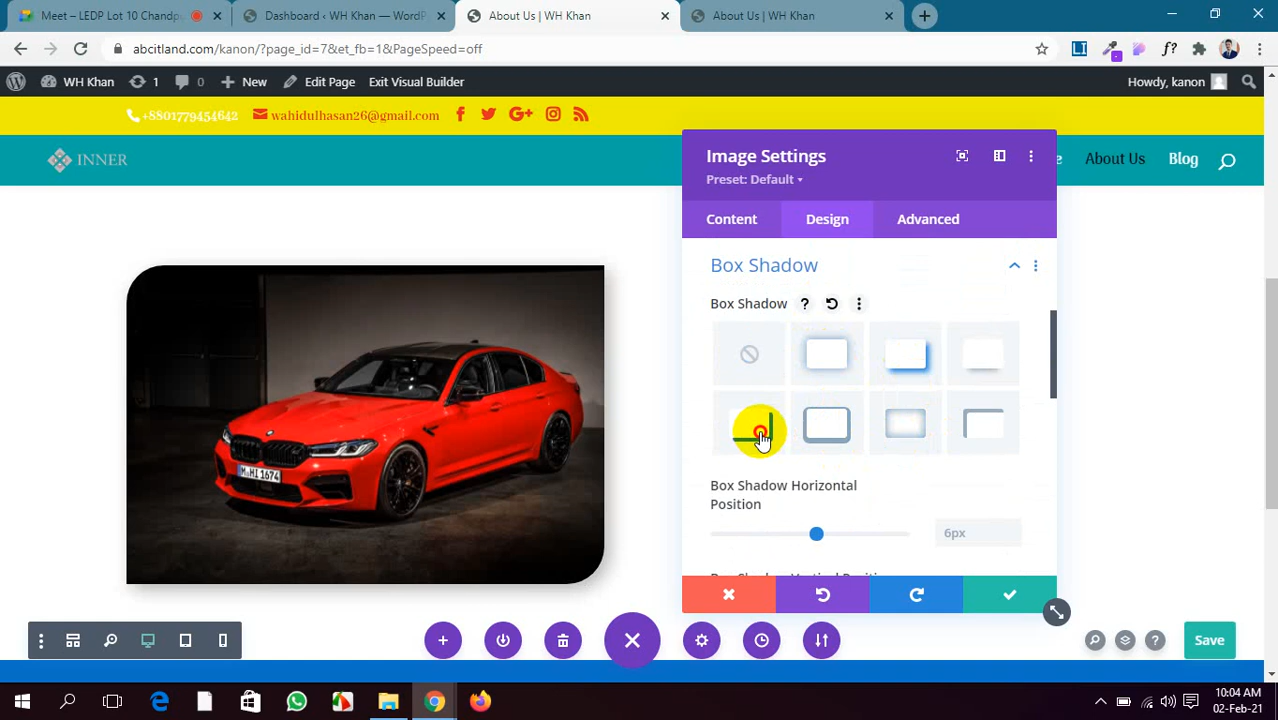 Meet – LEDP Lot 10 Chandp
Dashboard ‹ WH Khan — WordP
About Us | WH Khan
About Us | WH Khan
abcitland.com/kanon/?page_id=7&et_fb=1&PageSpeed=off
WH Khan
1
0
New
Edit Page
Exit Visual Builder
Howdy, kanon
+8801779454642
wahidulhasan26@gmail.com
INNER
About Us
Blog
Image Settings
Preset: Default
Content
Design
Advanced
Box Shadow
Box Shadow
Box Shadow Horizontal
Position
6px
M·HI 1674
Save
10:04 AM
02-Feb-21